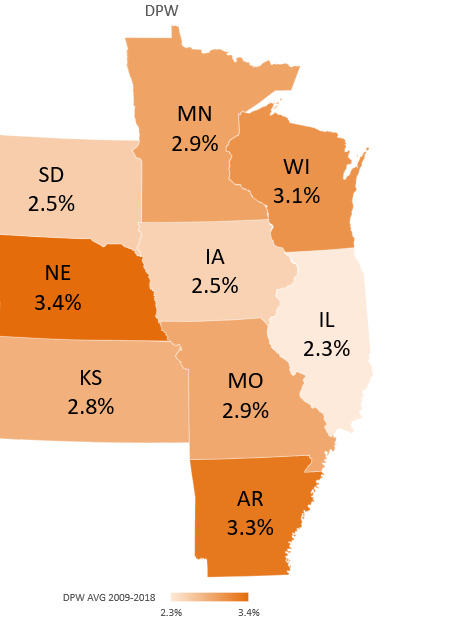 DPW
MN
2.9%
WI
3.1%
SD
2.5%
IA
2.5%
NE
3.4%
IL
2.3%
KS
2.8%
MO
2.9%
AR
3.3%
DPW AVG 2009-2018
2.3% 3.4%